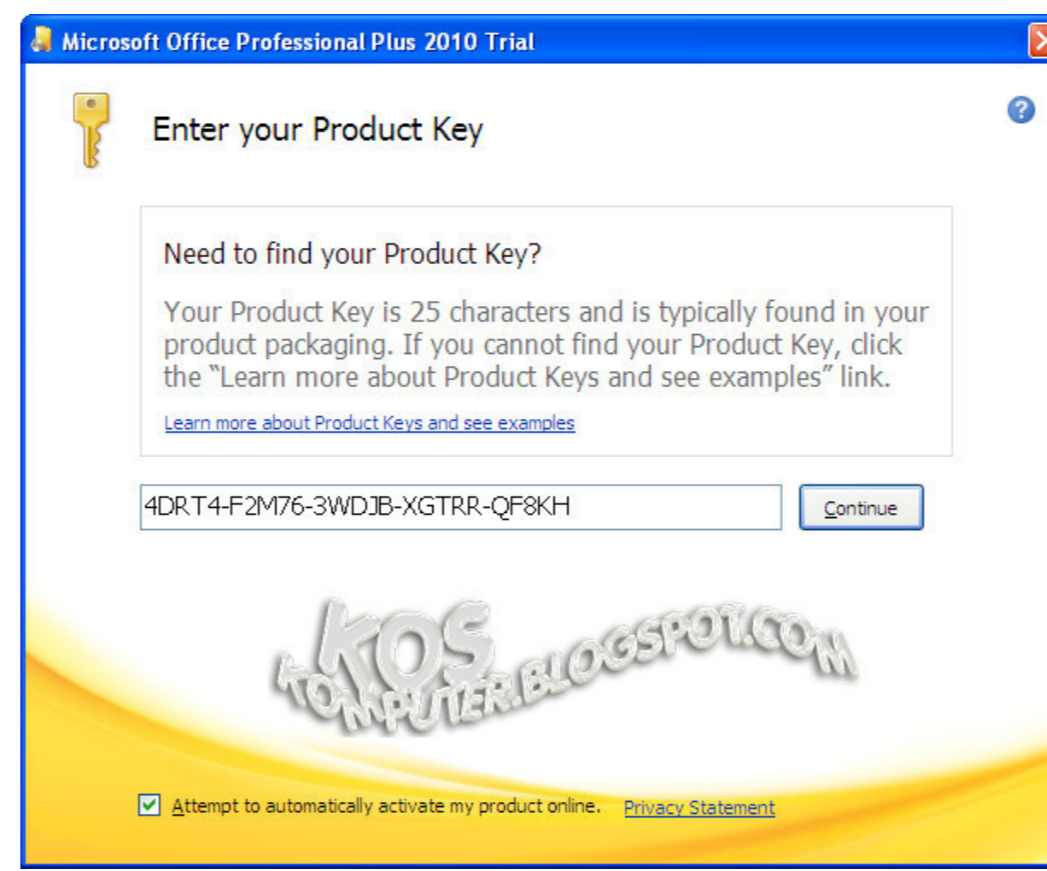 Microsoft Office Professional Plus 2010 Trial
Enter your Product Key
Need to find your Product Key?
Your Product Key is 25 characters and is typically found in your
product packaging. If you cannot find your Product Key, click
the “Learn more about Product Keys and see examples” link.
Learn more about Product Keys and see examples
4DRT4-F2M76-3WDJB-XGTRR-QF8KH
Continue
KOS
KOMPUTER.BLOGSPOT.COM
Attempt to automatically activate my product online. Privacy Statement